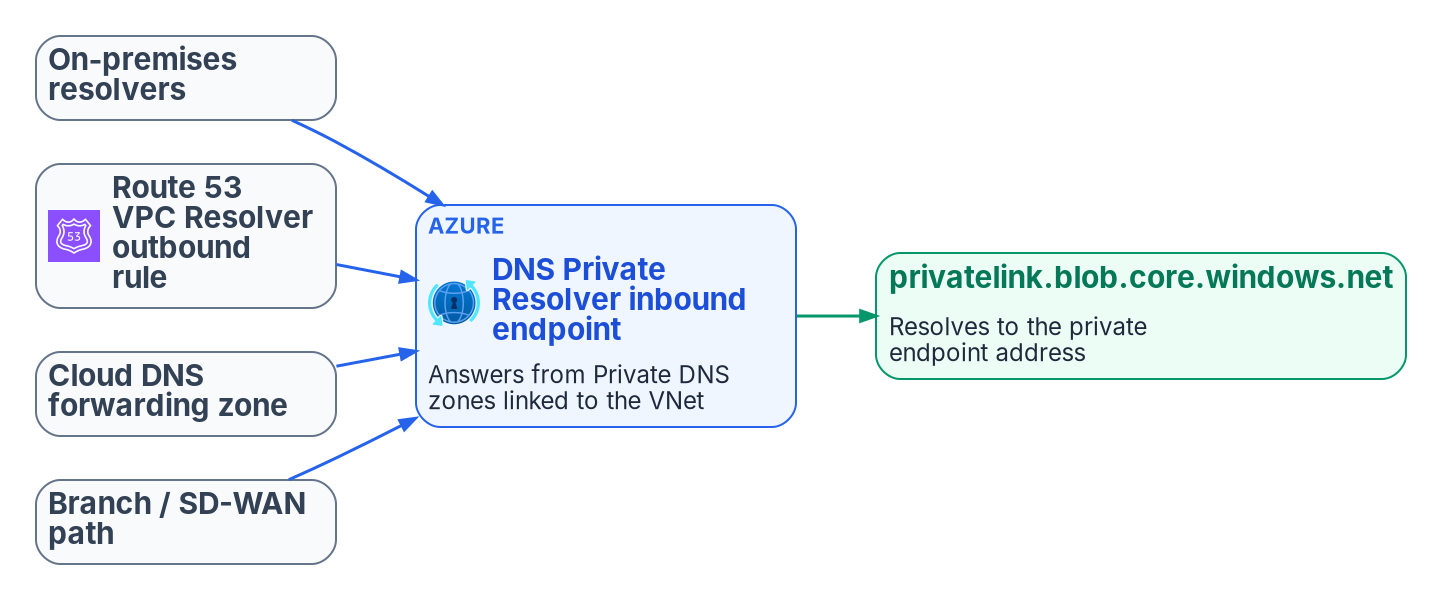 On-premises
resolvers
Route 53
VPC Resolver
outbound
rule
53
Cloud DNS
forwarding zone
Branch / SD-WAN
path
AZURE
DNS Private
Resolver inbound
endpoint
Answers from Private DNS
zones linked to the VNet
privatelink.blob.core.windows.net
Resolves to the private
endpoint address